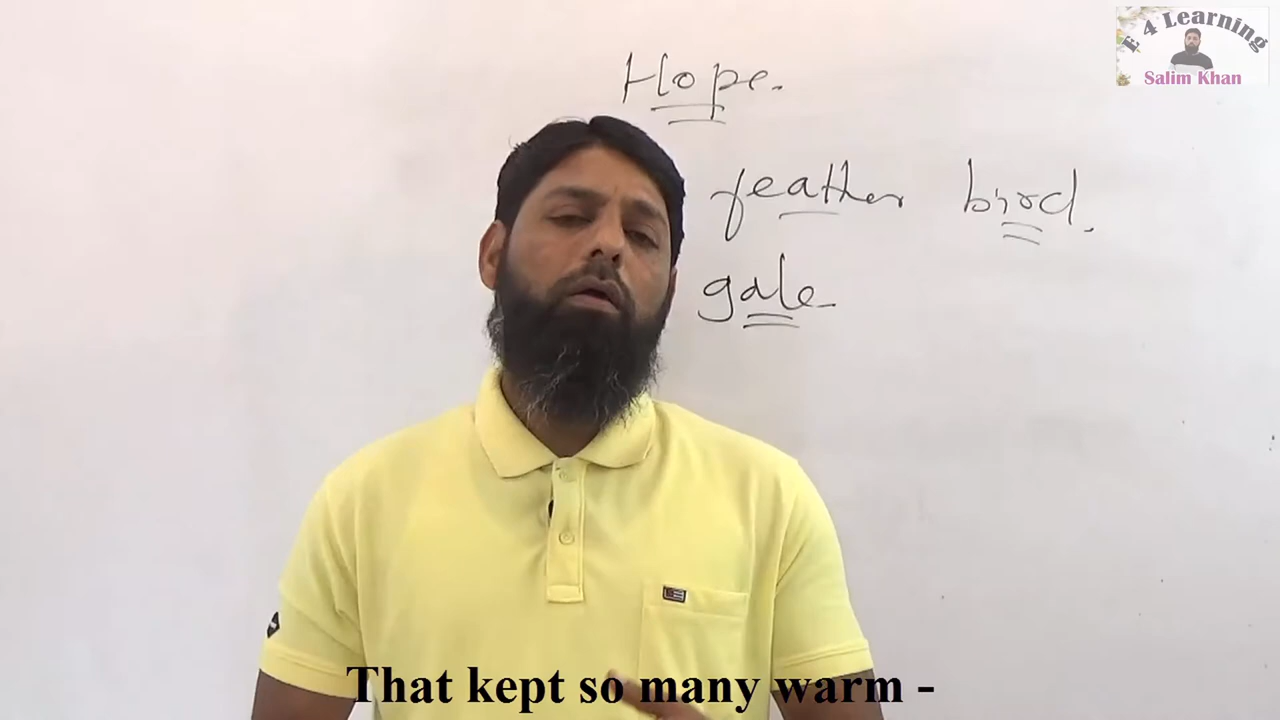 E 4 Learning
Salim Khan
Hope.
feather bird.
gale
That kept so many warm -